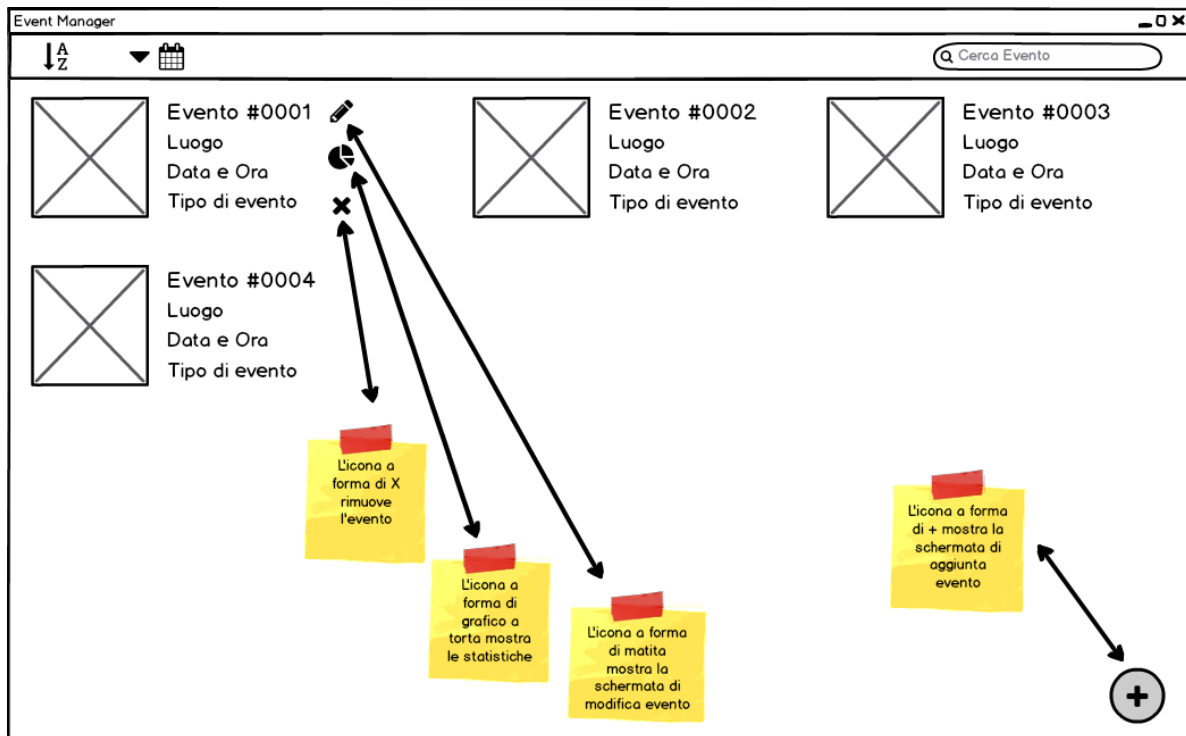 Event Manager
A
Z
Cerca Evento
Evento #0001
Luogo
Data e Ora
Tipo di evento
Evento #0002
Luogo
Data e Ora
Tipo di evento
Evento #0003
Luogo
Data e Ora
Tipo di evento
Evento #0004
Luogo
Data e Ora
Tipo di evento
L'icona a
forma di X
rimuove
l'evento
L'icona a
forma di
grafico a
torta mostra
le statistiche
L'icona a forma
di matita
mostra la
schermata di
modifica evento
L'icona a forma
di + mostra la
schermata di
aggiunta
evento